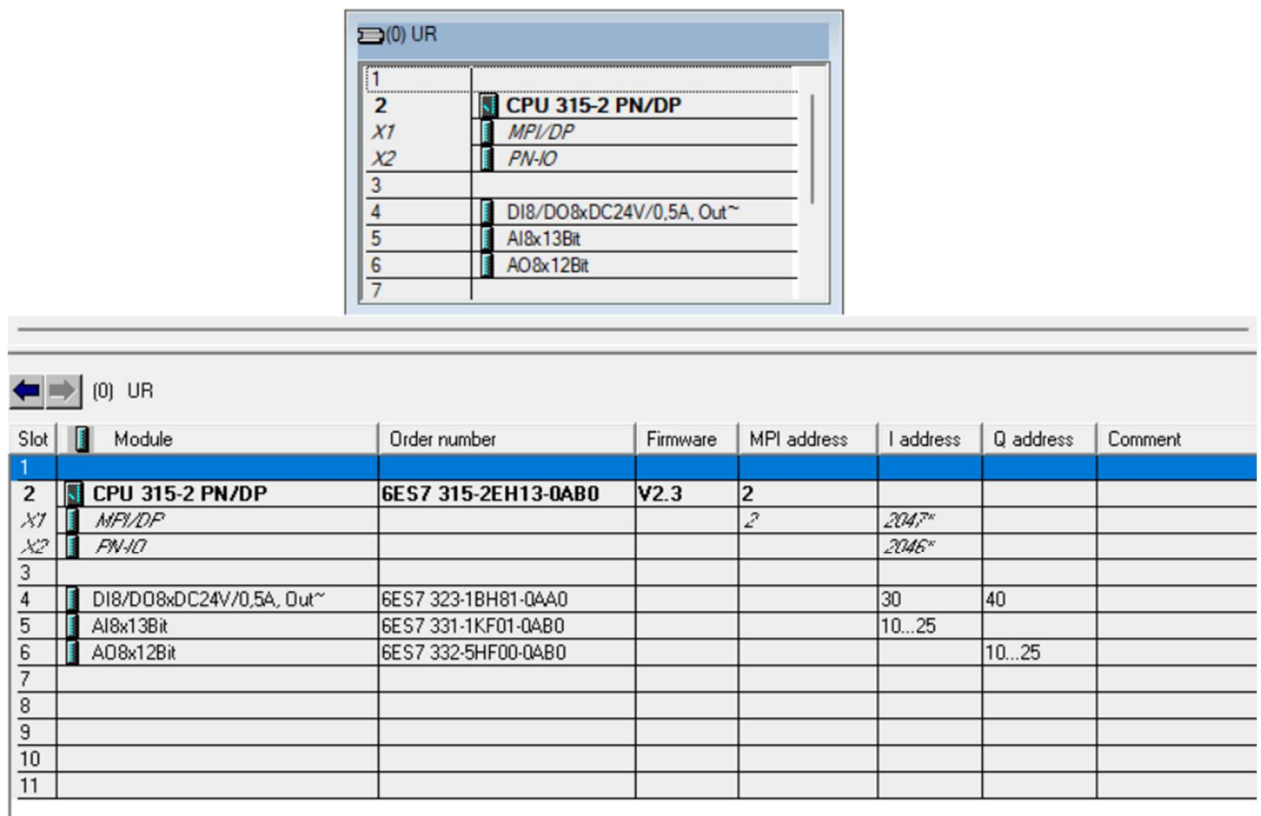 (0) UR
1
2 CPU 315-2 PN/DP
X1 MPI/DP
X2 PN-IO
3
4 DI8/DO8xDC24V/0,5A, Out~
5 AI8x13Bit
6 AO8x12Bit
7
(0) UR
Slot Module Order number Firmware MPI address I address Q address Comment
1
2 CPU 315-2 PN/DP 6ES7 315-2EH13-0AB0 V2.3 2
X1 MPI/DP 2 2047*
X2 PN-IO 2046*
3
4 DI8/DO8xDC24V/0,5A, Out~ 6ES7 323-1BH81-0AA0 30 40
5 AI8x13Bit 6ES7 331-1KF01-0AB0 10...25
6 AO8x12Bit 6ES7 332-5HF00-0AB0 10...25
7
8
9
10
11